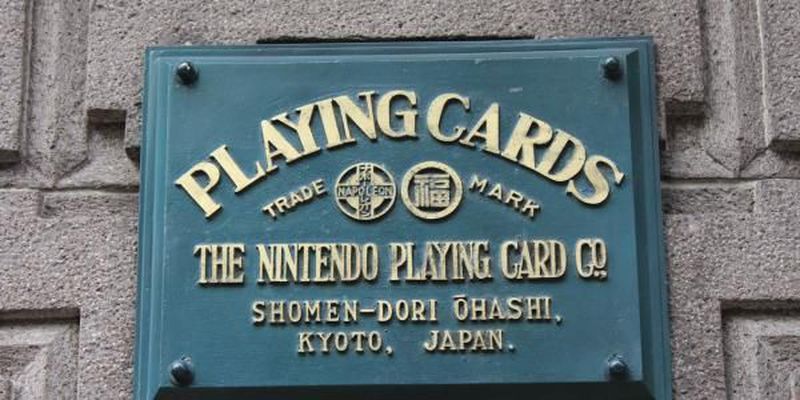 PLAYING CARDS
TRADE NAPOLEON 福 MARK
THE NINTENDO PLAYING CARD Co.
SHOMEN-DORI ŌHASHI,
KYOTO, JAPAN.